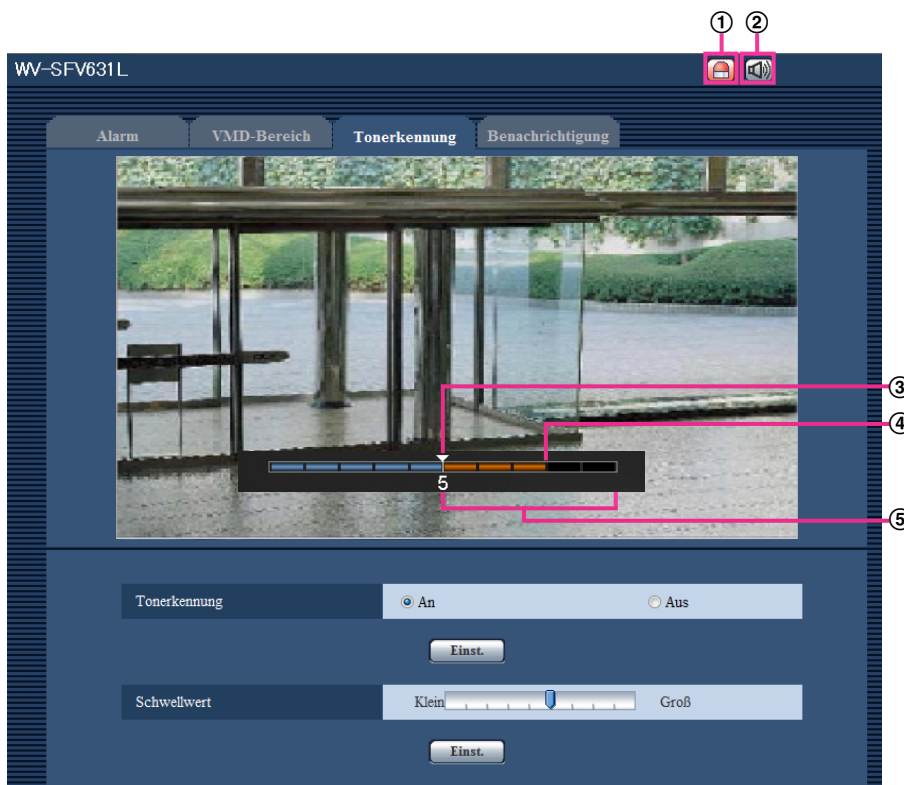 ① ②
WV-SFV631L
Alarm VMD-Bereich Tonerkennung Benachrichtigung
③
④
5
⑤
Tonerkennung An Aus
Einst.
Schwellwert Klein Groß
Einst.